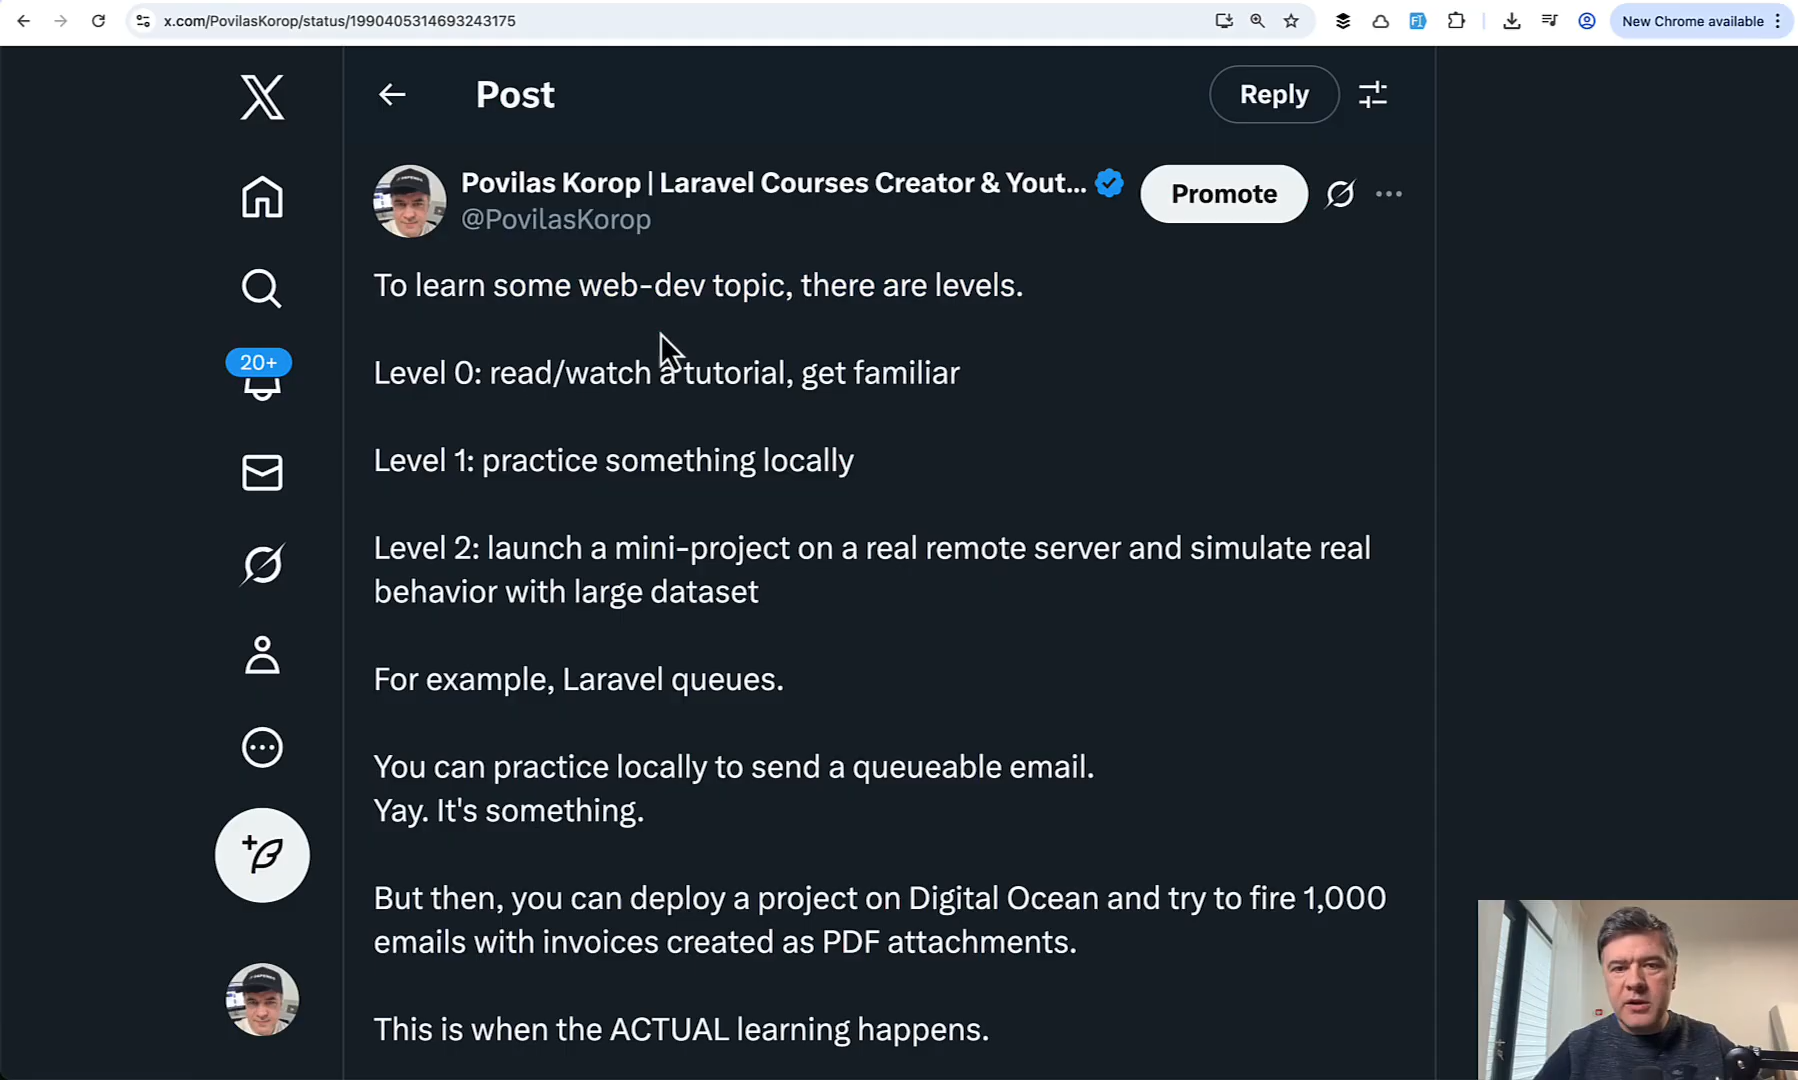 x.com/PovilasKorop/status/1990405314693243175
New Chrome available
Post
Reply
Povilas Korop | Laravel Courses Creator & Yout...
Promote
@PovilasKorop
20+
To learn some web-dev topic, there are levels.
Level 0: read/watch a tutorial, get familiar
Level 1: practice something locally
Level 2: launch a mini-project on a real remote server and simulate real
behavior with large dataset
For example, Laravel queues.
You can practice locally to send a queueable email.
Yay. It's something.
But then, you can deploy a project on Digital Ocean and try to fire 1,000
emails with invoices created as PDF attachments.
This is when the ACTUAL learning happens.